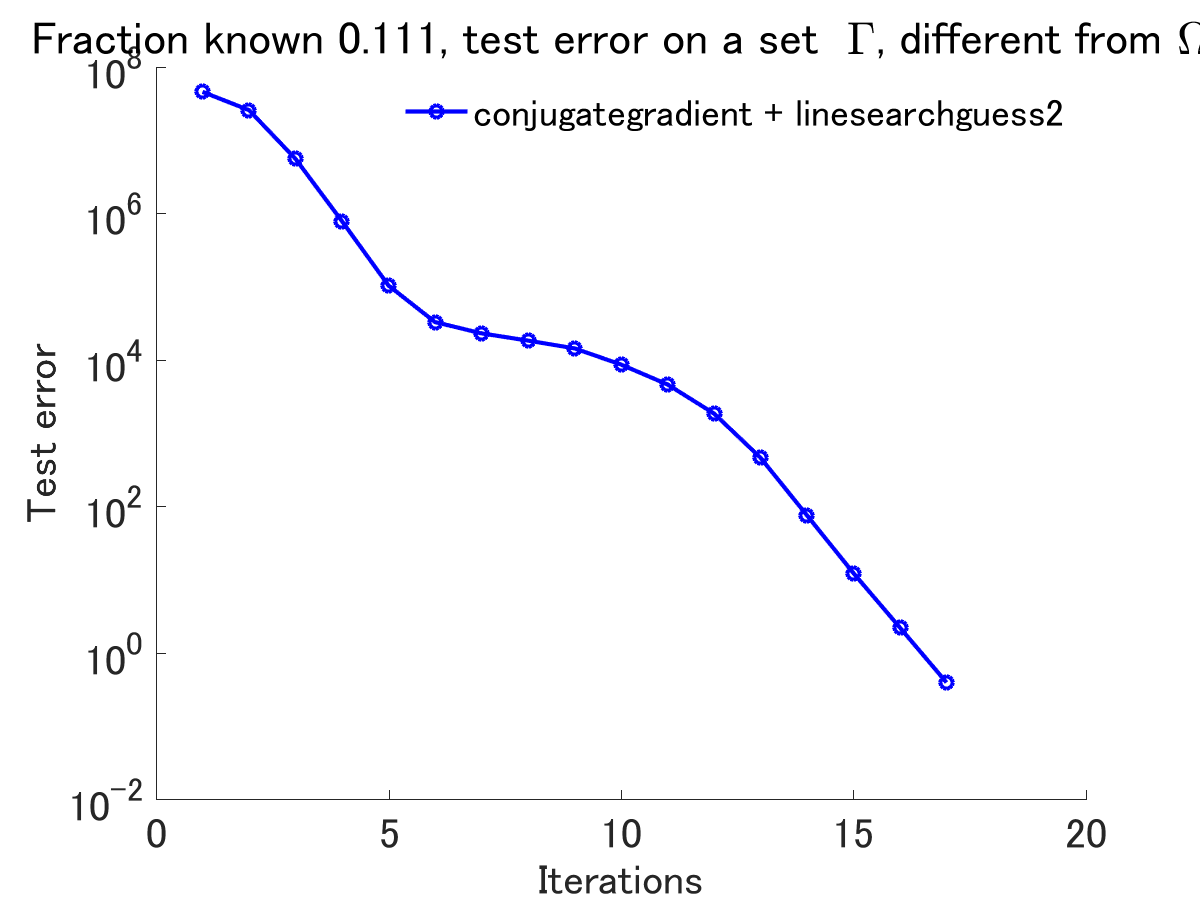 Fraction known 0.111, test error on a set Γ, different from Ω
conjugategradient + linesearchguess2
10^8
10^6
10^4
10^2
10^0
10^-2
Test error
0 5 10 15 20
Iterations